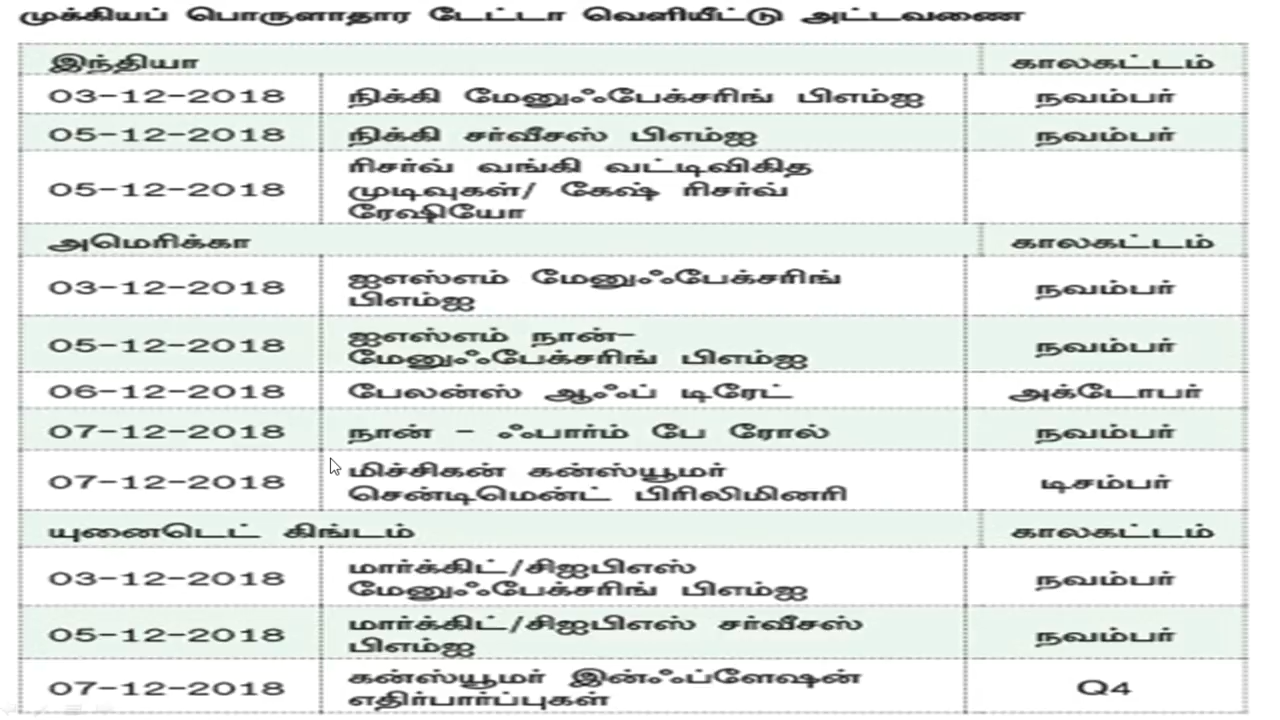 முக்கியப் பொருளாதார டேட்டா வெளியீட்டு அட்டவணை
இந்தியா காலகட்டம்
03-12-2018 நிக்கி மேனுஃபேக்சரிங் பிஎம்ஐ நவம்பர்
05-12-2018 நிக்கி சர்வீசஸ் பிஎம்ஐ நவம்பர்
ரிசர்வ் வங்கி வட்டிவிகித
05-12-2018 முடிவுகள்/ கேஷ் ரிசர்வ்
ரேஷியோ
அமெரிக்கா காலகட்டம்
03-12-2018 ஐஎஸ்எம் மேனுஃபேக்சரிங் நவம்பர்
பிஎம்ஐ
05-12-2018 ஐஎஸ்எம் நான்- நவம்பர்
மேனுஃபேக்சரிங் பிஎம்ஐ
06-12-2018 பேலன்ஸ் ஆஃப் டிரேட் அக்டோபர்
07-12-2018 நான் - ஃபார்ம் பே ரோல் நவம்பர்
07-12-2018 மிச்சிகன் கன்ஸ்யூமர் டிசம்பர்
சென்டிமென்ட் பிரிலிமினரி
யுனைடெட் கிங்டம் காலகட்டம்
03-12-2018 மார்க்கிட்/சிஐபிஎஸ் நவம்பர்
மேனுஃபேக்சரிங் பிஎம்ஐ
05-12-2018 மார்க்கிட்/சிஐபிஎஸ் சர்வீசஸ் நவம்பர்
பிஎம்ஐ
07-12-2018 கன்ஸ்யூமர் இன்ஃப்ளேஷன் Q4
எதிர்பார்ப்புகள்